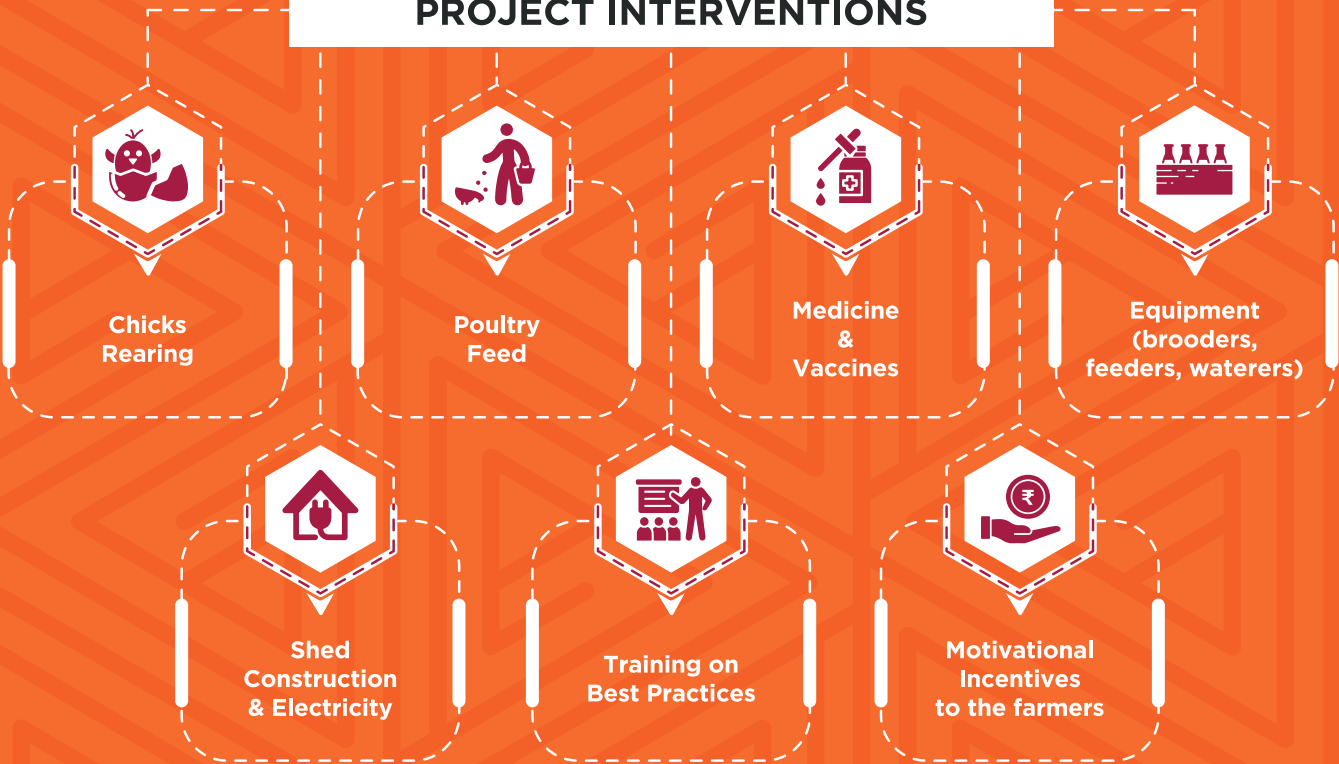 PROJECT INTERVENTIONS
Chicks
Rearing
Poultry
Feed
Medicine
&
Vaccines
Equipment
(brooders,
feeders, waterers)
Shed
Construction
& Electricity
Training on
Best Practices
₹
Motivational
Incentives
to the farmers